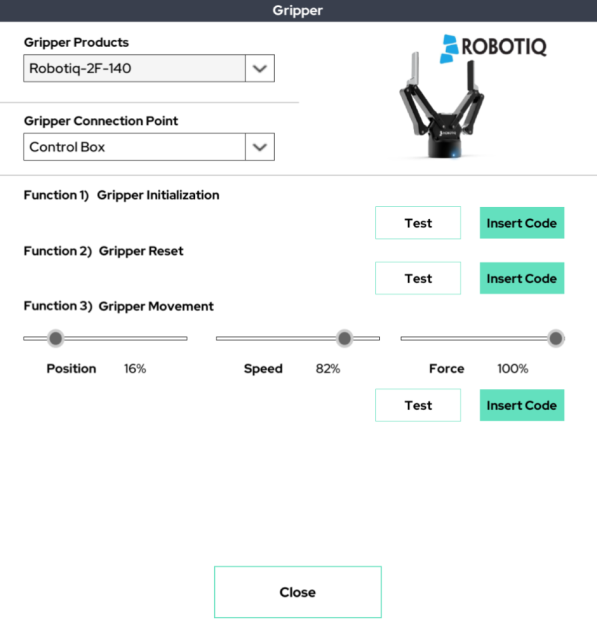 Gripper
Gripper Products
Robotiq-2F-140
ROBOTIQ
Gripper Connection Point
Control Box
ROBOTIQ
Function 1) Gripper Initialization
Test Insert Code
Function 2) Gripper Reset
Test Insert Code
Function 3) Gripper Movement
Position 16% Speed 82% Force 100%
Test Insert Code
Close